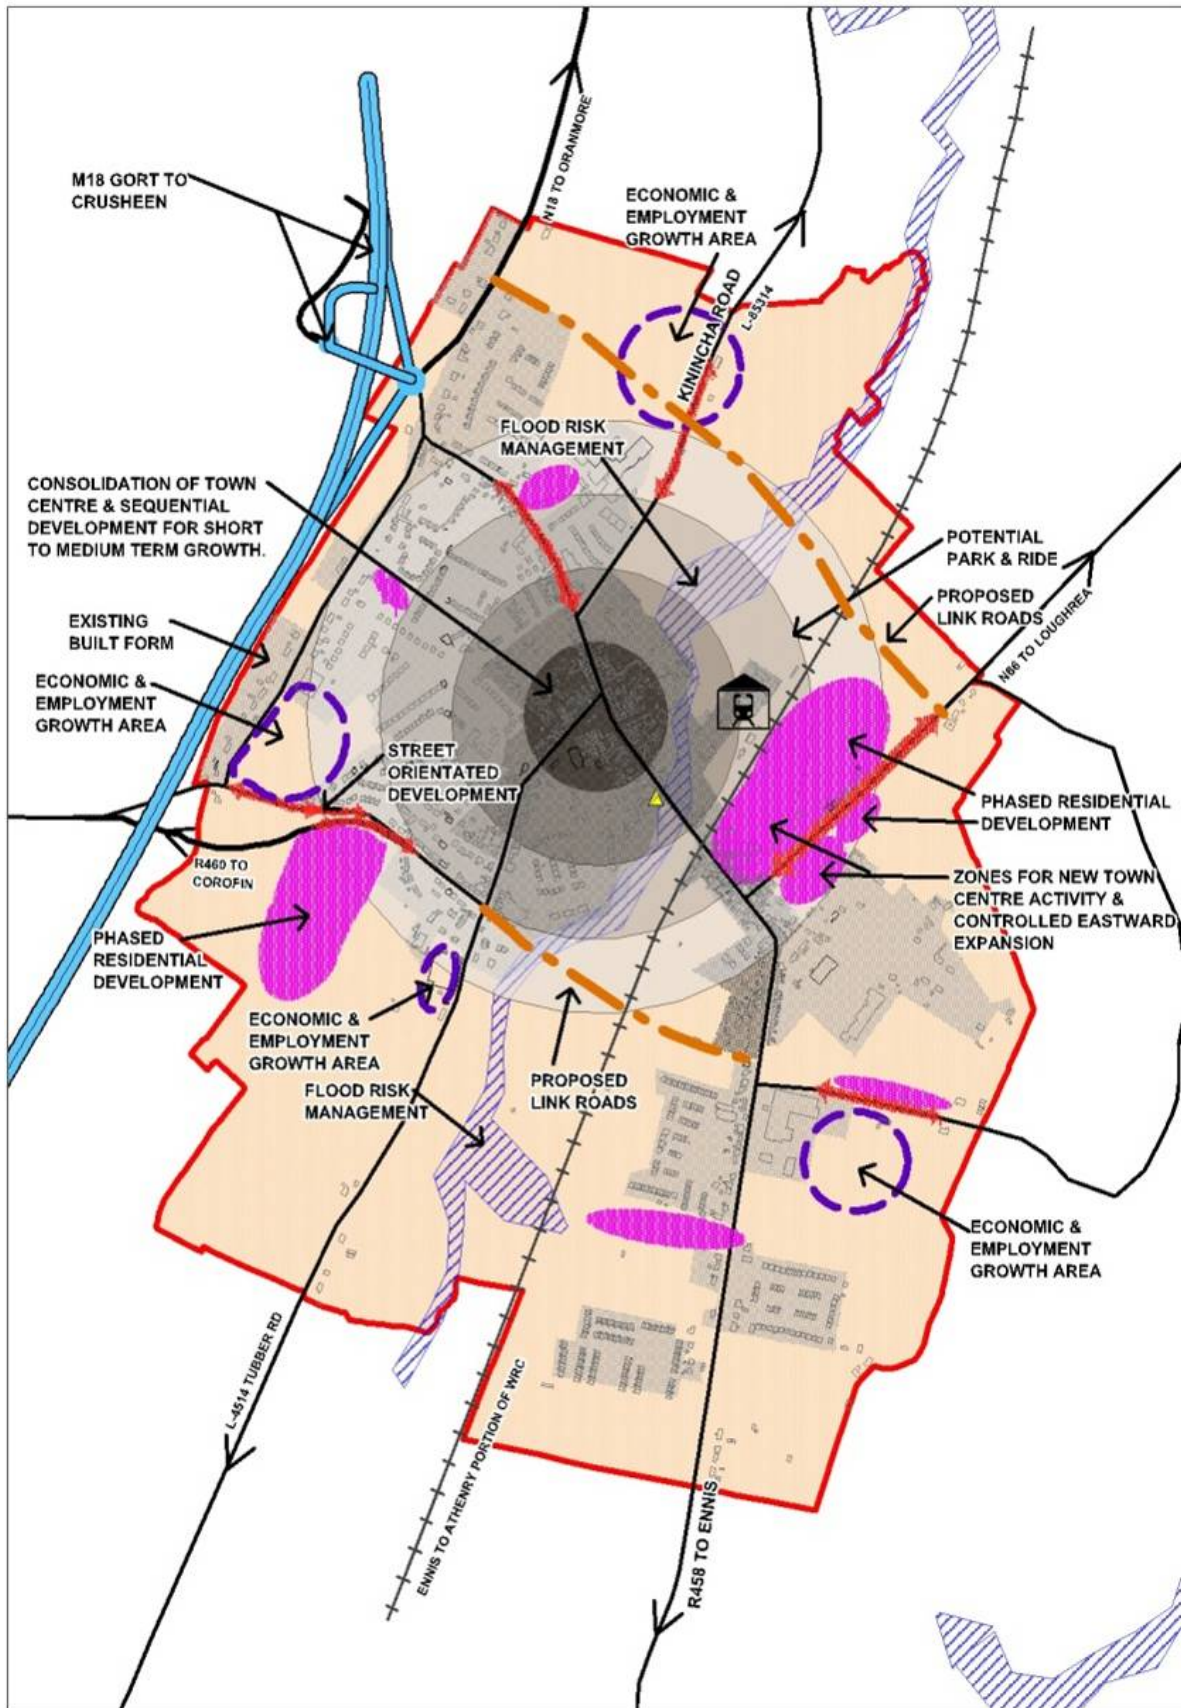 N18 TO ORANMORE
M18 GORT TO
CRUSHEEN
ECONOMIC &
EMPLOYMENT
GROWTH AREA
KININCHA ROAD
L-85314
FLOOD RISK
MANAGEMENT
CONSOLIDATION OF TOWN
CENTRE & SEQUENTIAL
DEVELOPMENT FOR SHORT
TO MEDIUM TERM GROWTH.
POTENTIAL
PARK & RIDE
PROPOSED
LINK ROADS
N66 TO LOUGHREA
EXISTING
BUILT FORM
ECONOMIC &
EMPLOYMENT
GROWTH AREA
STREET
ORIENTATED
DEVELOPMENT
PHASED RESIDENTIAL
DEVELOPMENT
R460 TO
COROFIN
ZONES FOR NEW TOWN
CENTRE ACTIVITY &
CONTROLLED EASTWARD
EXPANSION
PHASED
RESIDENTIAL
DEVELOPMENT
ECONOMIC &
EMPLOYMENT
GROWTH AREA
FLOOD RISK
MANAGEMENT
PROPOSED
LINK ROADS
ECONOMIC &
EMPLOYMENT
GROWTH AREA
L-4514 TUBBER RD
ENNIS TO ATHENRY PORTION OF WRC
R458 TO ENNIS